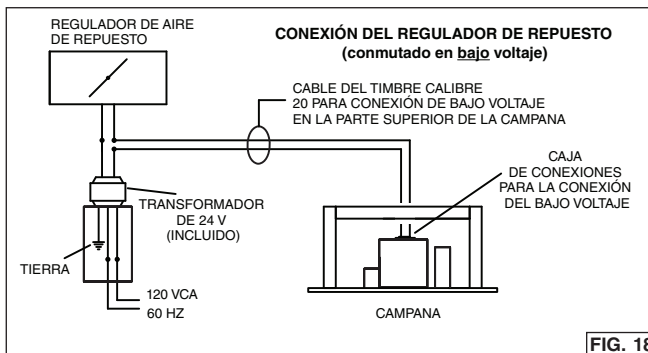 REGULADOR DE AIRE
DE REPUESTO
CONEXIÓN DEL REGULADOR DE REPUESTO
(conmutado en bajo voltaje)
CABLE DEL TIMBRE CALIBRE
20 PARA CONEXIÓN DE BAJO VOLTAJE
EN LA PARTE SUPERIOR DE LA CAMPANA
CAJA
DE CONEXIONES
PARA LA CONEXIÓN
DEL BAJO VOLTAJE
TRANSFORMADOR
DE 24 V
(INCLUIDO)
TIERRA
120 VCA
60 HZ
CAMPANA
FIG. 18